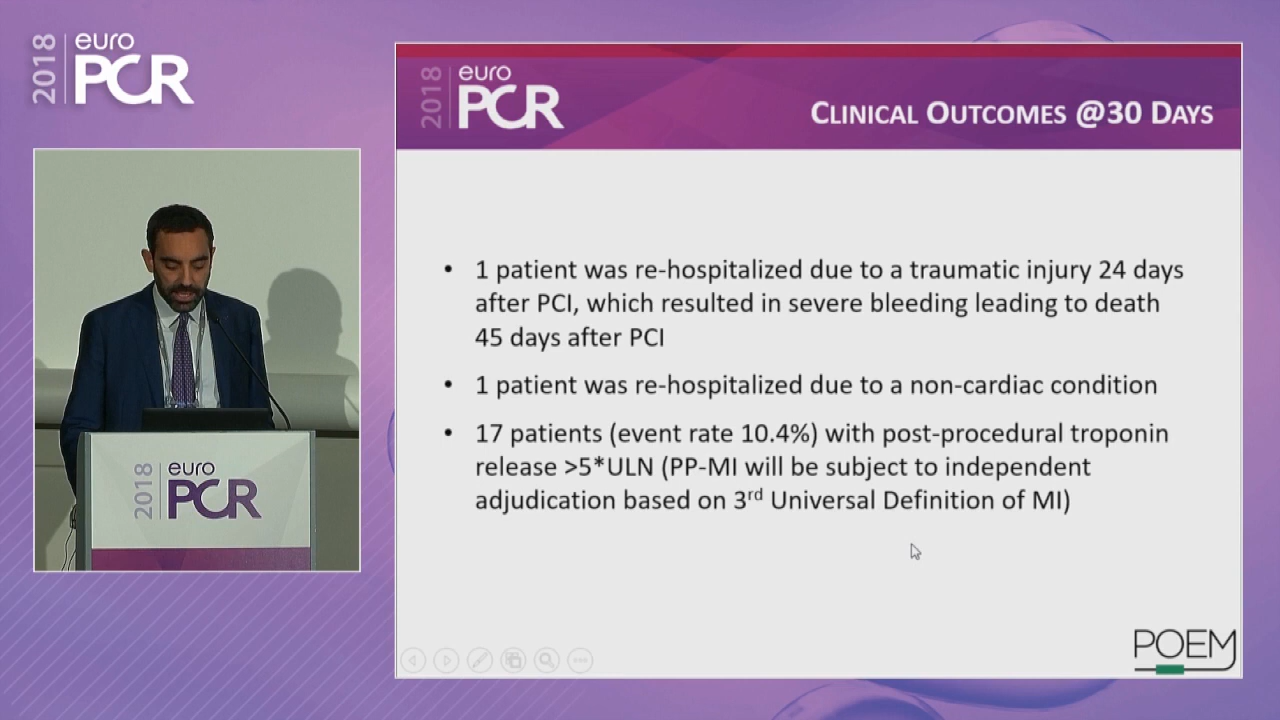 2018 euro PCR
2018 euro PCR
CLINICAL OUTCOMES @30 DAYS
• 1 patient was re-hospitalized due to a traumatic injury 24 days
after PCI, which resulted in severe bleeding leading to death
45 days after PCI
• 1 patient was re-hospitalized due to a non-cardiac condition
• 17 patients (event rate 10.4%) with post-procedural troponin
release >5*ULN (PP-MI will be subject to independent
adjudication based on 3rd Universal Definition of MI)
2018 euro PCR
POEM